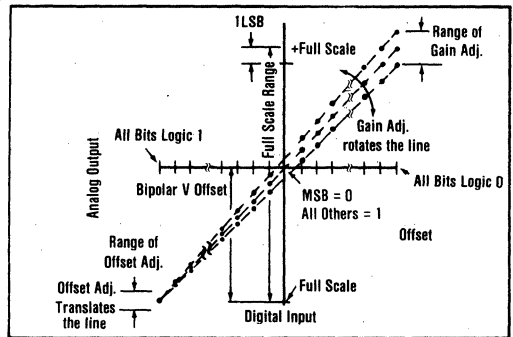 1LSB
+Full Scale
Range of
Gain Adj.
Full Scale Range
Gain Adj.
rotates the line
All Bits Logic 1
Analog Output
Bipolar V Offset
All Bits Logic 0
MSB = 0
All Others = 1
Offset
Range of
Offset Adj.
Offset Adj.
Translates
the line
Full Scale
Digital Input